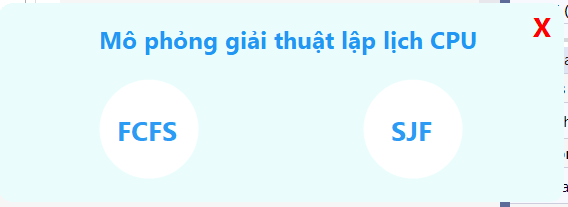 Mô phỏng giải thuật lập lịch CPU
X
FCFS
SJF